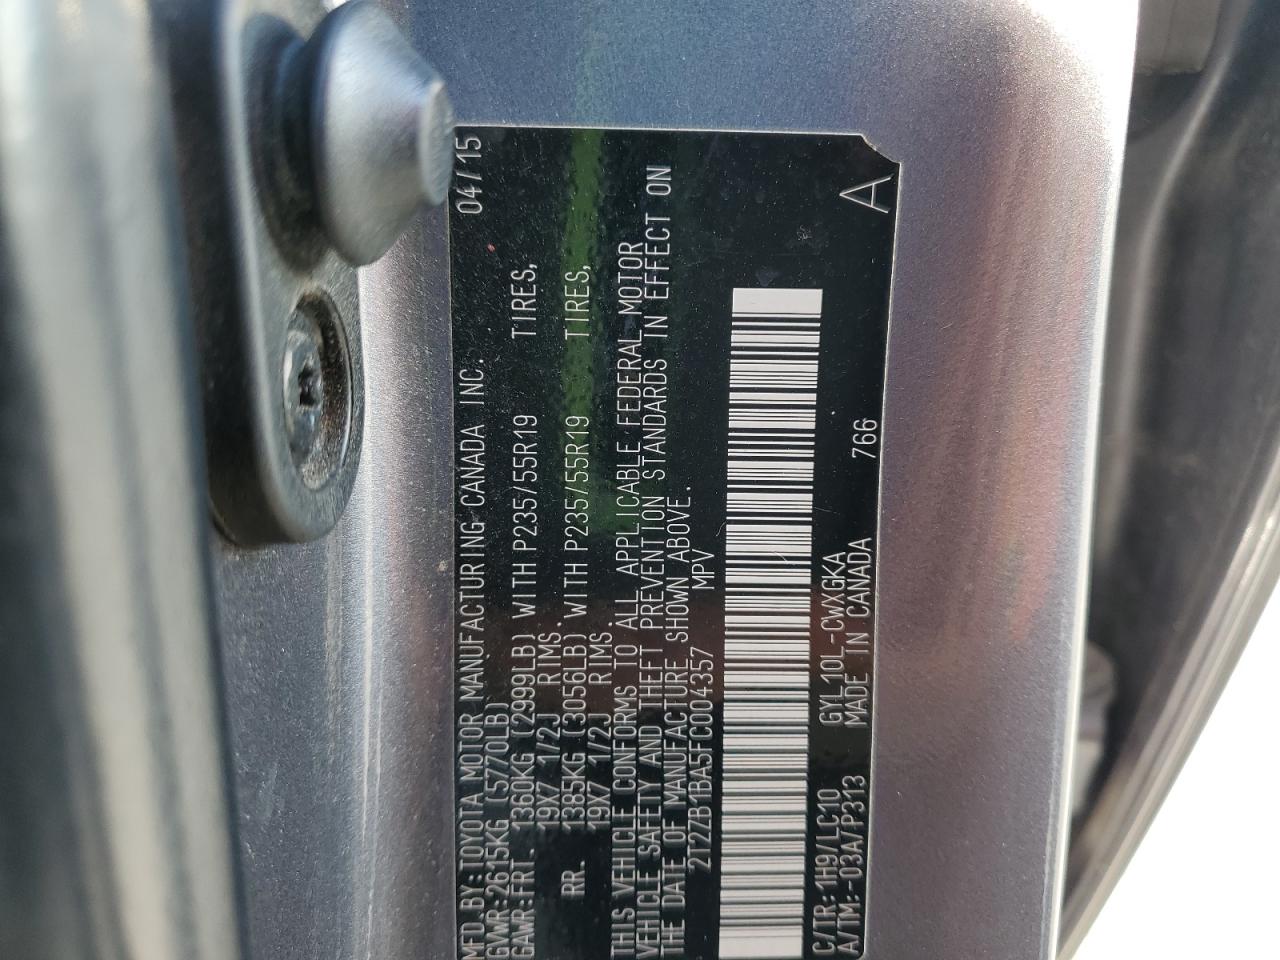 MFD.BY:TOYOTA MOTOR MANUFACTURING CANADA INC. 04/15
GVWR:2615KG (5770LB)
GAWR:FRT. 1360KG (2999LB) WITH P235/55R19 TIRES,
19X7 1/2J RIMS.
RR. 1385KG (3056LB) WITH P235/55R19 TIRES,
19X7 1/2J RIMS.
THIS VEHICLE CONFORMS TO ALL APPLICABLE FEDERAL MOTOR
VEHICLE SAFETY AND THEFT PREVENTION STANDARDS IN EFFECT ON
THE DATE OF MANUFACTURE SHOWN ABOVE.
2T2ZB1BA5FC004357 MPV
C/TR:1H9/LC10 GYL10L-CWXGKA
A/TM:-03A/P313 MADE IN CANADA 766
A